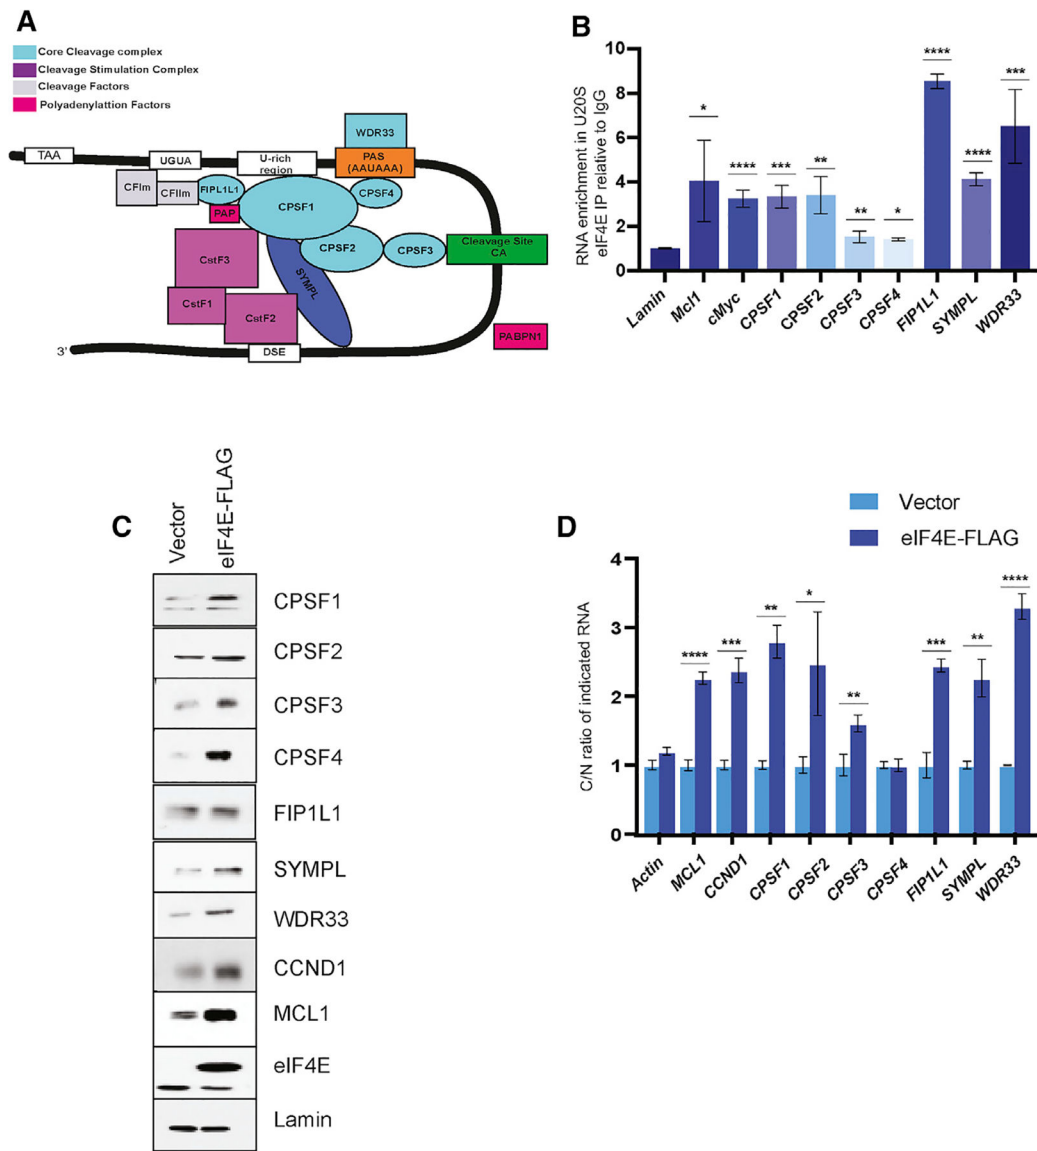 A
Core Cleavage complex
Cleavage Stimulation Complex
Cleavage Factors
Polyadenylattion Factors
TAA
UGUA
U-rich
region
WDR33
PAS
(AAUAAA)
CFIm
CFIIm
FIPL1L1
PAP
CPSF1
CPSF4
CPSF2
CPSF3
Cleavage Site
CA
SYMPL
CstF3
CstF1
CstF2
DSE
3'
PABPN1
B
RNA enrichment in U20S
eIF4E IP relative to IgG
10
8
6
4
2
0
*
****
***
**
**
*
****
****
***
Lamin
Mcl1
cMyc
CPSF1
CPSF2
CPSF3
CPSF4
FIP1L1
SYMPL
WDR33
C
Vector
eIF4E-FLAG
CPSF1
CPSF2
CPSF3
CPSF4
FIP1L1
SYMPL
WDR33
CCND1
MCL1
eIF4E
Lamin
D
Vector
eIF4E-FLAG
C/N ratio of indicated RNA
4
3
2
1
0
****
***
**
*
**
***
**
****
Actin
MCL1
CCND1
CPSF1
CPSF2
CPSF3
CPSF4
FIP1L1
SYMPL
WDR33